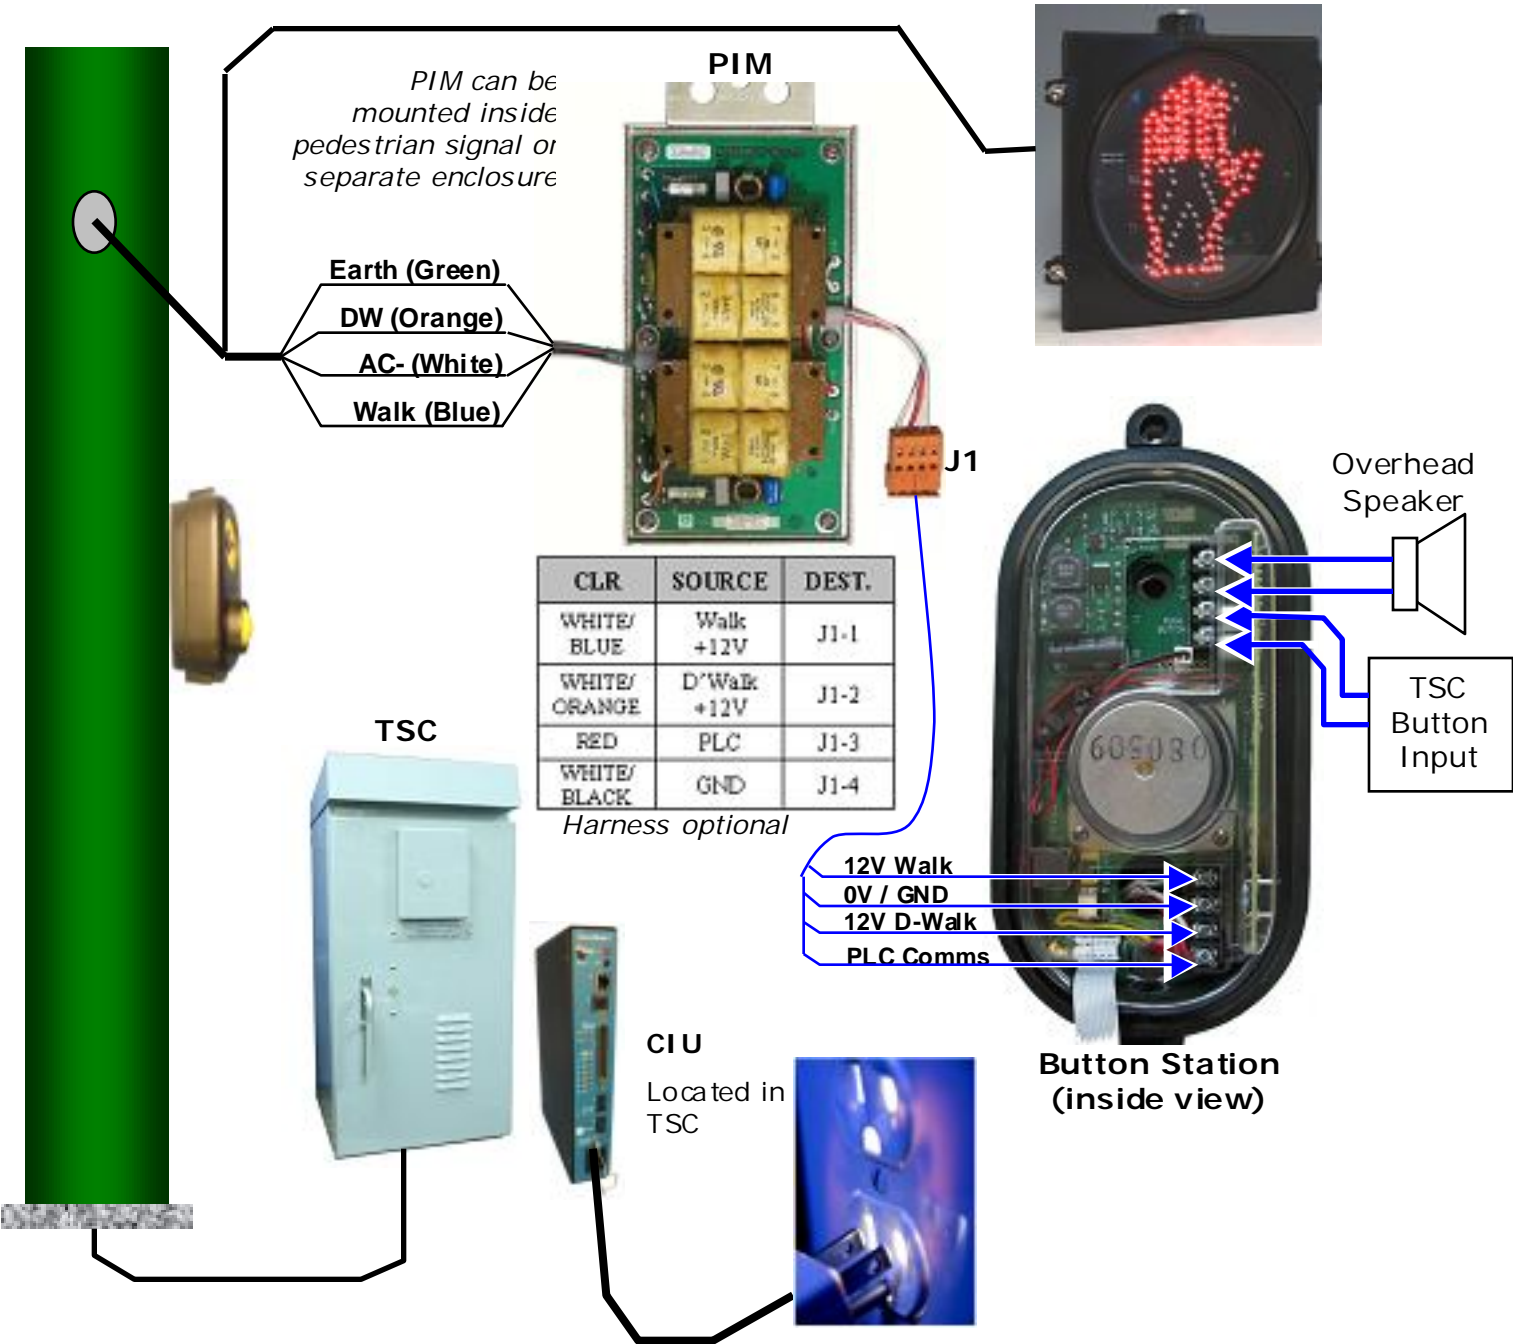 PIM
PIM can be
mounted inside
pedestrian signal or
separate enclosure
Earth (Green)
DW (Orange)
AC- (White)
Walk (Blue)
J1
Overhead
Speaker
CLR SOURCE DEST.
WHITE/ BLUE Walk +12V J1-1
WHITE/ ORANGE D'Walk +12V J1-2
RED PLC J1-3
WHITE/ BLACK GND J1-4
Harness optional
TSC
Button
Input
TSC
080509
12V Walk
0V / GND
12V D-Walk
PLC Comms
CIU
Located in
TSC
Button Station
(inside view)